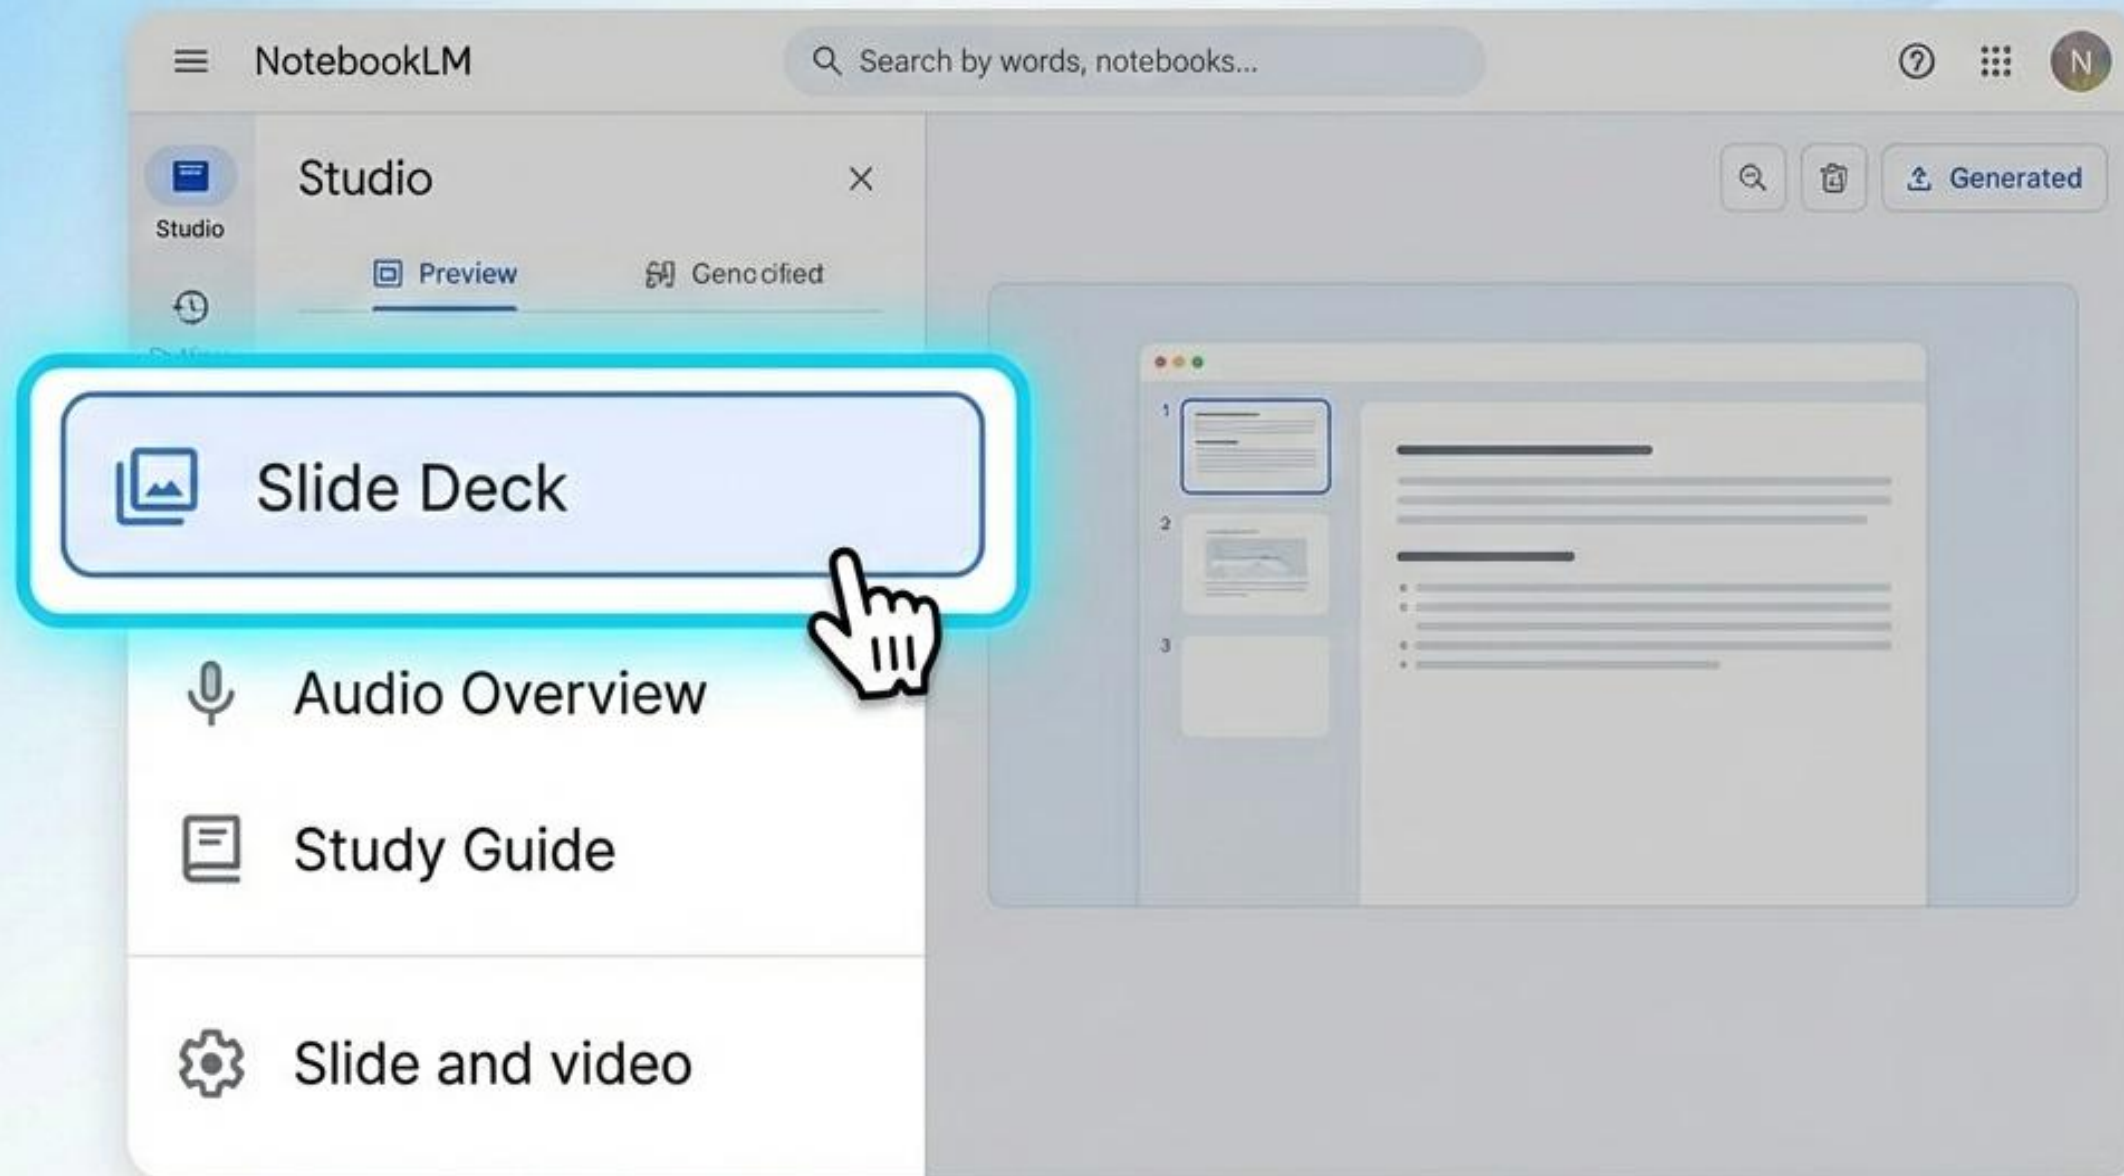 NotebookLM
Search by words, notebooks...
N
Studio
Studio
Preview
Genocified
Generated
Slide Deck
Audio Overview
Study Guide
Slide and video
1
2
3